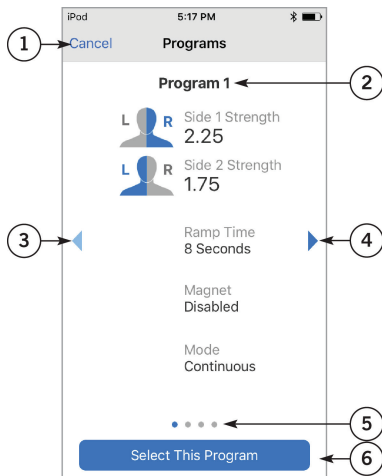 iPod 5:17 PM
1 Cancel Programs
Program 1 2
L R Side 1 Strength
2.25
L R Side 2 Strength
1.75
3 4
Ramp Time
8 Seconds
Magnet
Disabled
Mode
Continuous
5
Select This Program 6